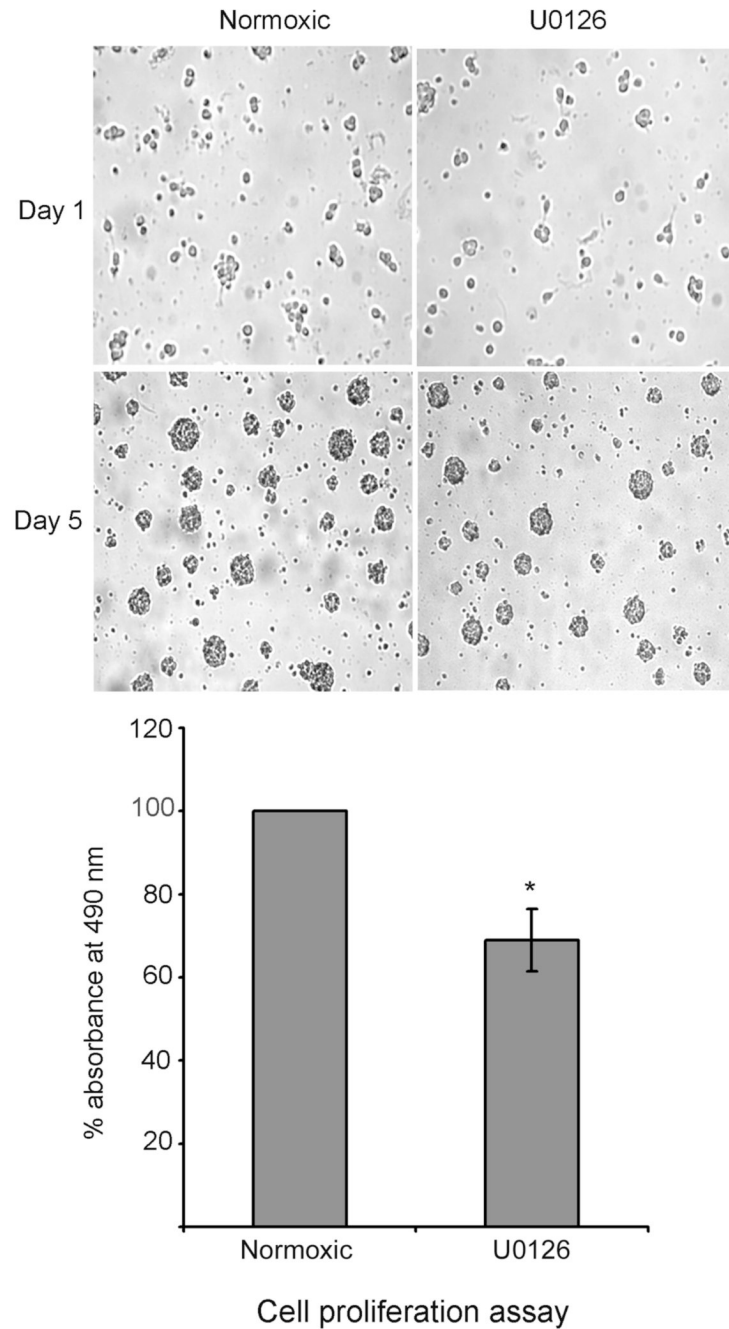 Normoxic
U0126
Day 1
Day 5
120
100
80
60
40
20
% absorbance at 490 nm
*
Normoxic
U0126
Cell proliferation assay